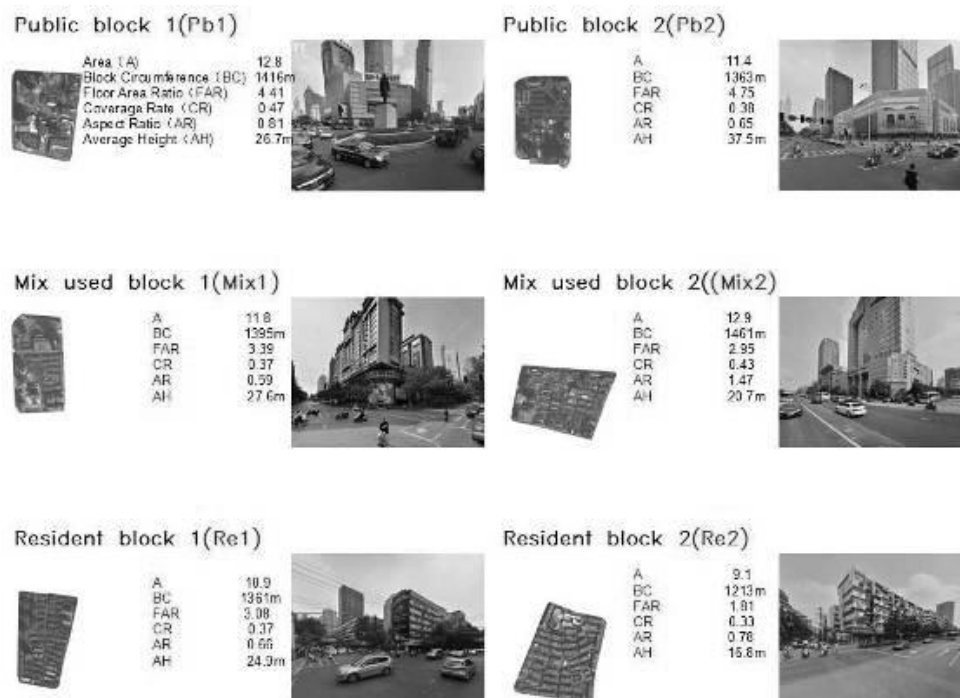 Public block 1(Pb1)
Area (A) 12.8
Block Circumference (BC) 1416m
Floor Area Ratio (FAR) 4.41
Coverage Rate (CR) 0.47
Aspect Ratio (AR) 0.81
Average Height (AH) 26.7m
Public block 2(Pb2)
A 11.4
BC 1363m
FAR 4.75
CR 0.38
AR 0.65
AH 37.5m
Mix used block 1(Mix1)
A 11.8
BC 1395m
FAR 3.39
CR 0.37
AR 0.59
AH 27.6m
Mix used block 2((Mix2)
A 12.9
BC 1461m
FAR 2.95
CR 0.43
AR 1.47
AH 20.7m
Resident block 1(Re1)
A 10.9
BC 1361m
FAR 3.08
CR 0.37
AR 0.66
AH 24.9m
Resident block 2(Re2)
A 9.1
BC 1213m
FAR 1.91
CR 0.33
AR 0.78
AH 16.8m